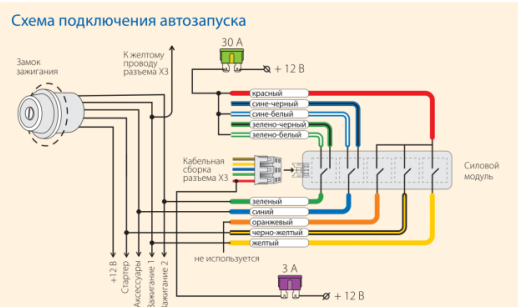 Схема подключения автозапуска
30 А
К желтому
проводу
разъема Х3
Замок
зажигания
+ 12 В
красный
сине-черный
сине-белый
зелено-черный
зелено-белый
Кабельная
сборка
разъема Х3
Силовой
модуль
зеленый
синий
оранжевый
черно-желтый
желтый
не используется
+12 В
Стартер
Аксессуары
Зажигание 1
Зажигание 2
3 А
+ 12 В